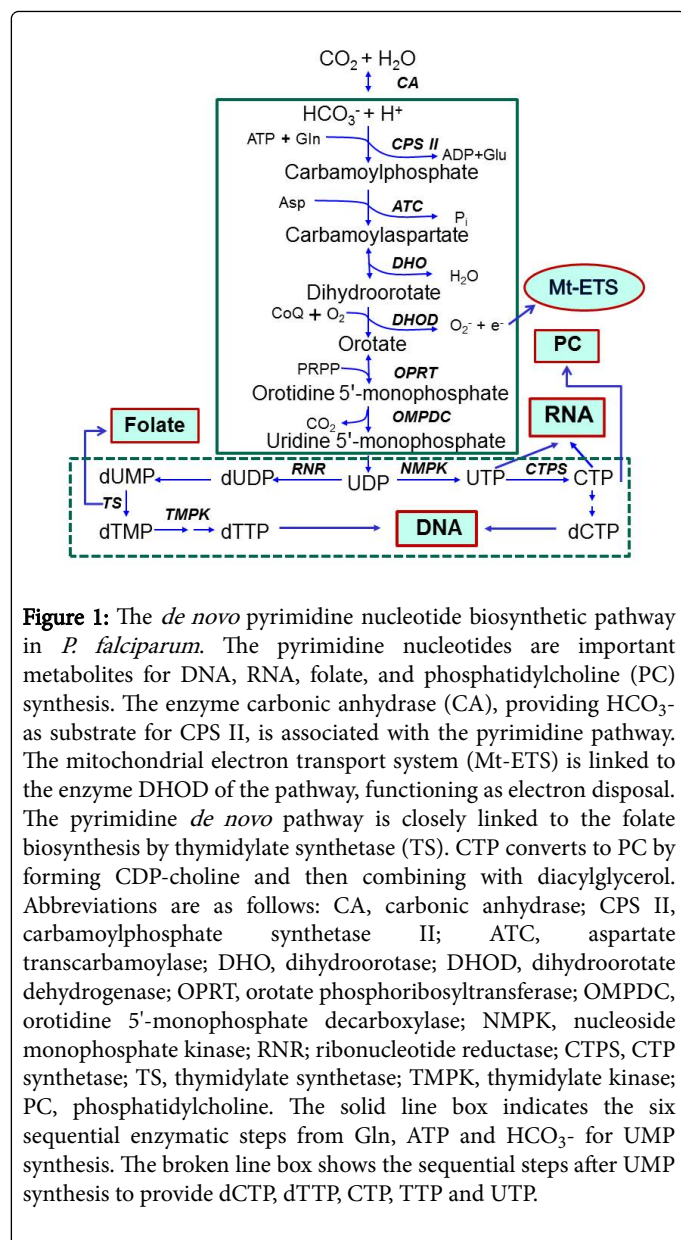 CO2 + H2O
CA
HCO3- + H+
ATP + Gln
CPS II
ADP+Glu
Carbamoylphosphate
Asp
ATC
Pi
Carbamoylaspartate
DHO
H2O
Dihydroorotate
Mt-ETS
CoQ + O2
DHOD
O2- + e-
Orotate
PC
PRPP
OPRT
Orotidine 5'-monophosphate
RNA
Folate
CO2
OMPDC
Uridine 5'-monophosphate
dUMP
dUDP
RNR
UDP
NMPK
UTP
CTPS
CTP
TS
dTMP
TMPK
dTTP
DNA
dCTP
Figure 1: The de novo pyrimidine nucleotide biosynthetic pathway
in P. falciparum. The pyrimidine nucleotides are important
metabolites for DNA, RNA, folate, and phosphatidylcholine (PC)
synthesis. The enzyme carbonic anhydrase (CA), providing HCO3-
as substrate for CPS II, is associated with the pyrimidine pathway.
The mitochondrial electron transport system (Mt-ETS) is linked to
the enzyme DHOD of the pathway, functioning as electron disposal.
The pyrimidine de novo pathway is closely linked to the folate
biosynthesis by thymidylate synthetase (TS). CTP converts to PC by
forming CDP-choline and then combining with diacylglycerol.
Abbreviations are as follows: CA, carbonic anhydrase; CPS II,
carbamoylphosphate synthetase II; ATC, aspartate
transcarbamoylase; DHO, dihydroorotase; DHOD, dihydroorotate
dehydrogenase; OPRT, orotate phosphoribosyltransferase; OMPDC,
orotidine 5'-monophosphate decarboxylase; NMPK, nucleoside
monophosphate kinase; RNR; ribonucleotide reductase; CTPS, CTP
synthetase; TS, thymidylate synthetase; TMPK, thymidylate kinase;
PC, phosphatidylcholine. The solid line box indicates the six
sequential enzymatic steps from Gln, ATP and HCO3- for UMP
synthesis. The broken line box shows the sequential steps after UMP
synthesis to provide dCTP, dTTP, CTP, TTP and UTP.